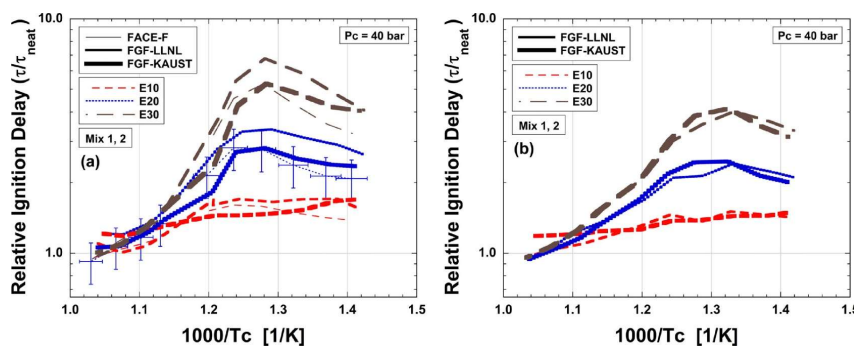 10.0
Pc = 40 bar
FACE-F
FGF-LLNL
FGF-KAUST
E10
E20
E30
Mix 1, 2
(a)
1.0
1.0 1.1 1.2 1.3 1.4 1.5
1000/Tc [1/K]
Relative Ignition Delay (τ/τneat)
10.0
Pc = 40 bar
FGF-LLNL
FGF-KAUST
E10
E20
E30
Mix 1, 2
(b)
1.0
1.0 1.1 1.2 1.3 1.4 1.5
1000/Tc [1/K]
Relative Ignition Delay (τ/τneat)